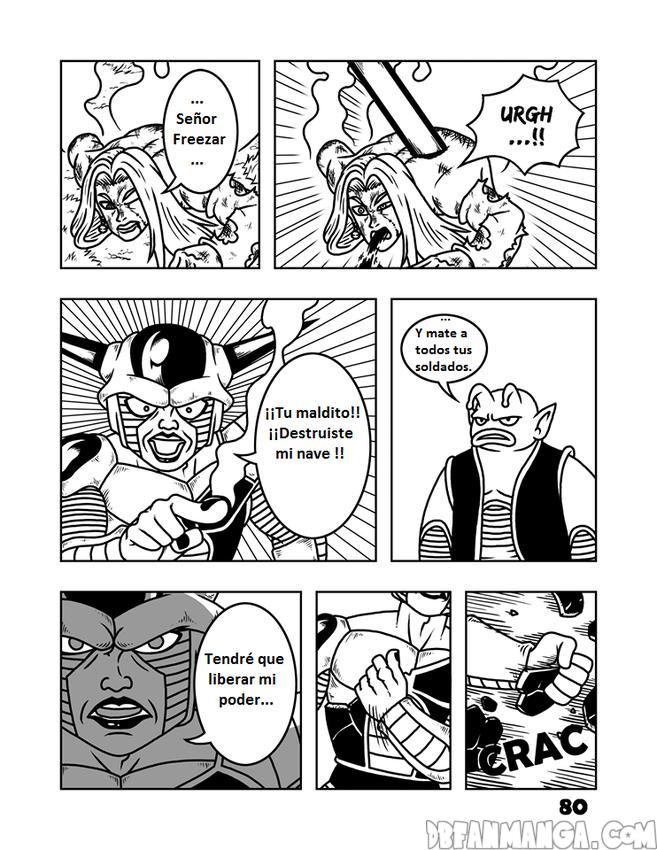 ...
Señor
Freezar
...
URGH
...!!
¡¡Tu maldito!!
¡¡Destruiste
mi nave !!
...
Y mate a
todos tus
soldados.
Tendré que
liberar mi
poder...
CRAC
80
DBFANMANGA.COM